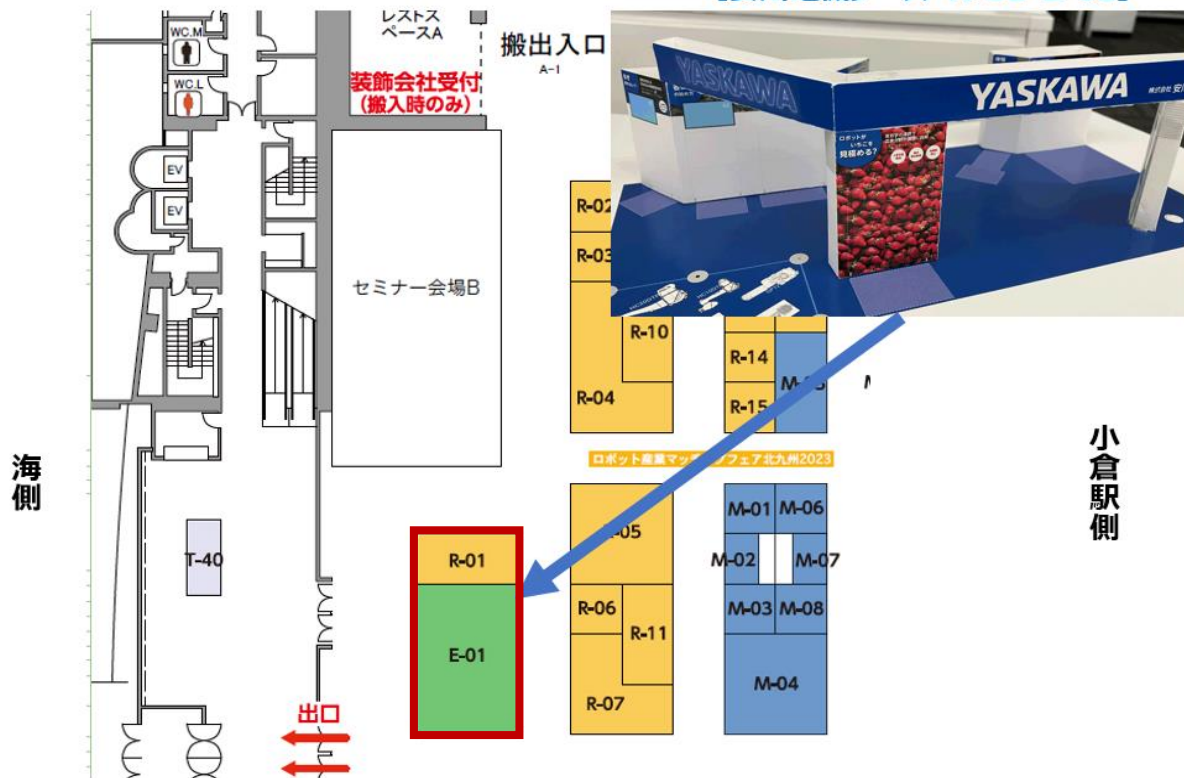 レストス
ペースA
WC.M
搬出入口
A-1
装飾会社受付
(搬入時のみ)
WC.L
YASKAWA
YASKAWA
ロボットが
いちごを
見極める?
EV
EV
R-02
R-03
セミナー会場B
R-10
R-04
R-14
R-15
小倉駅側
海側
ロボット産業マッチングフェア北九州2023
M-01
M-06
T-40
R-01
M-02
M-07
R-06
R-11
M-03
M-08
E-01
R-07
M-04
出口